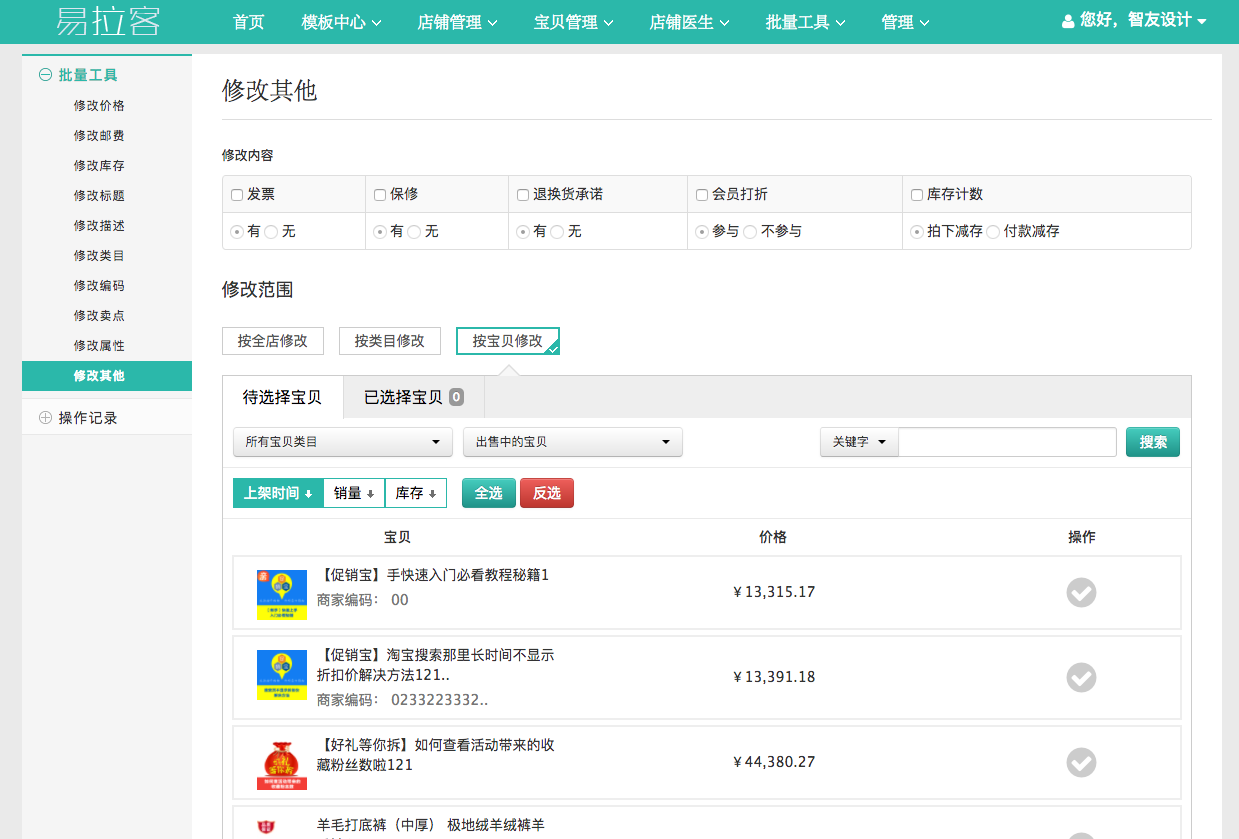 易拉客 首页 模板中心 店铺管理 宝贝管理 店铺医生 批量工具 管理 您好，智友设计
批量工具
修改价格
修改邮费
修改库存
修改标题
修改描述
修改类目
修改编码
修改卖点
修改属性
修改其他
操作记录
修改其他
修改内容
发票 保修 退换货承诺 会员打折 库存计数
有 无 有 无 有 无 参与 不参与 拍下减存 付款减存
修改范围
按全店修改 按类目修改 按宝贝修改
待选择宝贝 已选择宝贝 0
所有宝贝类目 出售中的宝贝 关键字 搜索
上架时间 销量 库存 全选 反选
宝贝 价格 操作
【促销宝】手快速入门必看教程秘籍1
商家编码： 00
¥13,315.17
【促销宝】淘宝搜索那里长时间不显示
折扣价解决方法121..
商家编码： 0233223332..
¥13,391.18
【好礼等你拆】如何查看活动带来的收
藏粉丝数啦121
¥44,380.27
羊毛打底裤（中厚） 极地绒羊绒裤羊